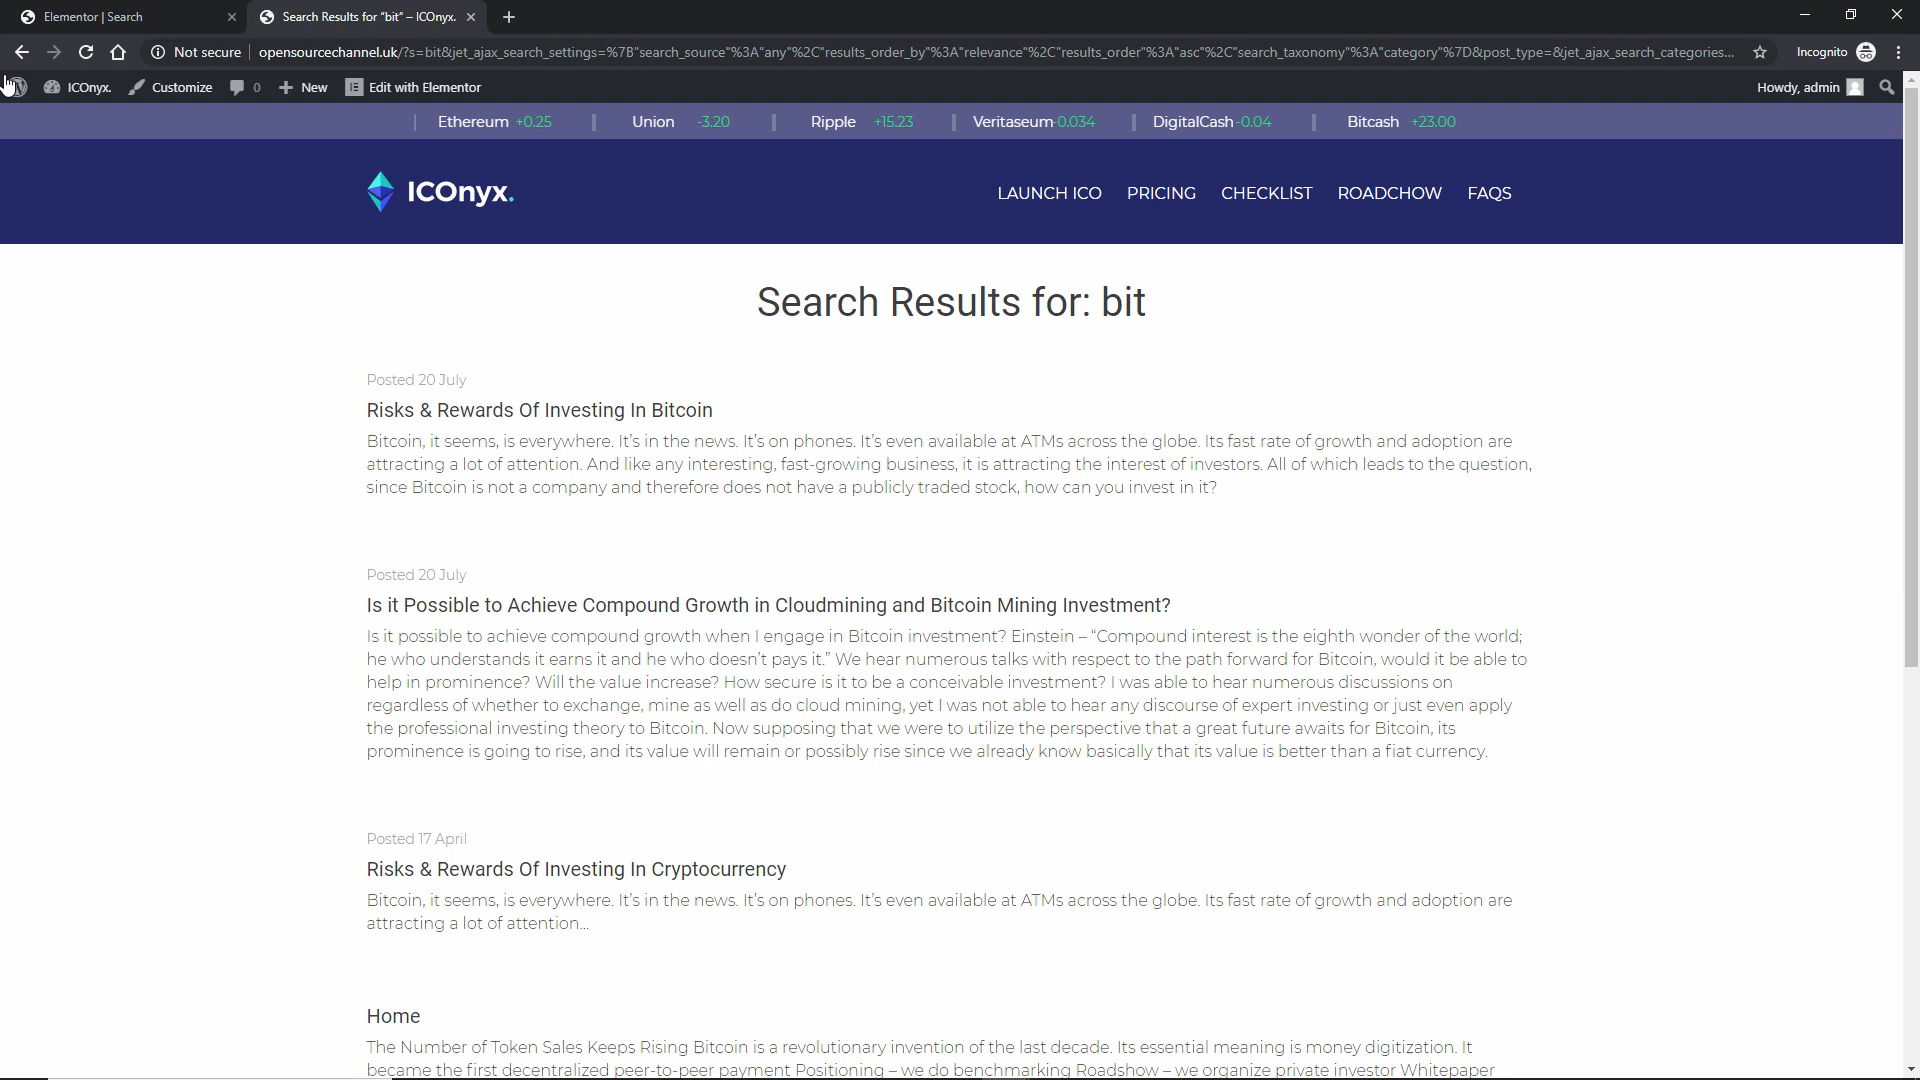 Elementor | Search
Search Results for "bit" – ICOnyx.
Not secure
opensourcechannel.uk/?s=bit&jet_ajax_search_settings=%7B"search_source"%3A"any"%2C"results_order_by"%3A"relevance"%2C"results_order"%3A"asc"%2C"search_taxonomy"%3A"category"%7D&post_type=&jet_ajax_search_categories...
Incognito
ICOnyx.
Customize
0
New
Edit with Elementor
Howdy, admin
Ethereum +0.25
Union -3.20
Ripple +15.23
Veritaseum-0.034
DigitalCash-0.04
Bitcash +23.00
ICOnyx.
LAUNCH ICO PRICING CHECKLIST ROADCHOW FAQS
Search Results for: bit
Posted 20 July
Risks & Rewards Of Investing In Bitcoin
Bitcoin, it seems, is everywhere. It's in the news. It's on phones. It's even available at ATMs across the globe. Its fast rate of growth and adoption are
attracting a lot of attention. And like any interesting, fast-growing business, it is attracting the interest of investors. All of which leads to the question,
since Bitcoin is not a company and therefore does not have a publicly traded stock, how can you invest in it?
Posted 20 July
Is it Possible to Achieve Compound Growth in Cloudmining and Bitcoin Mining Investment?
Is it possible to achieve compound growth when I engage in Bitcoin investment? Einstein – “Compound interest is the eighth wonder of the world;
he who understands it earns it and he who doesn't pays it.” We hear numerous talks with respect to the path forward for Bitcoin, would it be able to
help in prominence? Will the value increase? How secure is it to be a conceivable investment? I was able to hear numerous discussions on
regardless of whether to exchange, mine as well as do cloud mining, yet I was not able to hear any discourse of expert investing or just even apply
the professional investing theory to Bitcoin. Now supposing that we were to utilize the perspective that a great future awaits for Bitcoin, its
prominence is going to rise, and its value will remain or possibly rise since we already know basically that its value is better than a fiat currency.
Posted 17 April
Risks & Rewards Of Investing In Cryptocurrency
Bitcoin, it seems, is everywhere. It's in the news. It's on phones. It's even available at ATMs across the globe. Its fast rate of growth and adoption are
attracting a lot of attention...
Home
The Number of Token Sales Keeps Rising Bitcoin is a revolutionary invention of the last decade. Its essential meaning is money digitization. It
became the first decentralized peer-to-peer payment Positioning – we do benchmarking Roadshow – we organize private investor Whitepaper